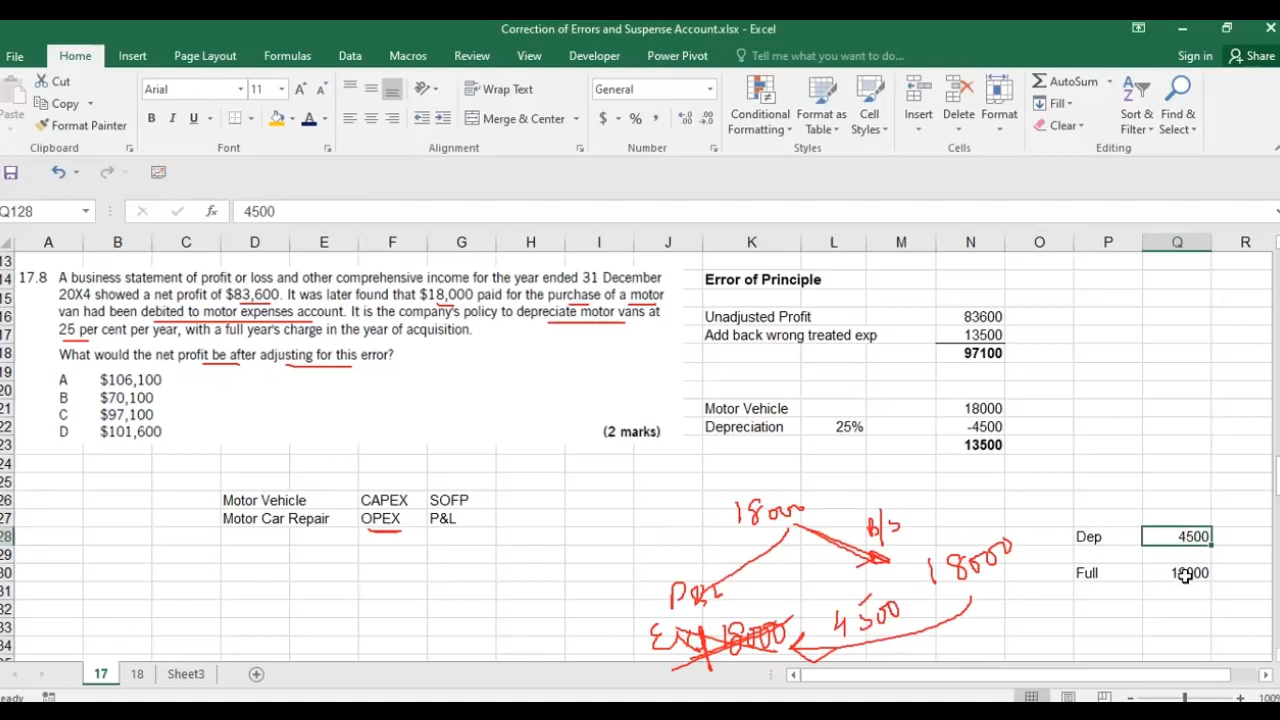 Correction of Errors and Suspense Account.xlsx - Excel
File Home Insert Page Layout Formulas Data Macros Review View Developer Power Pivot Tell me what you want to do... Sign in Share
Cut
Copy
Format Painter
Paste
Clipboard
Arial 11
B I U
Font
Wrap Text
Merge & Center
Alignment
General
$ % ,
Number
Conditional Formatting
Format as Table
Cell Styles
Styles
Insert Delete Format
Cells
AutoSum
Fill
Clear
Sort & Filter
Find & Select
Editing
Q128 fx 4500
A B C D E F G H I J K L M N O P Q R
17.8 A business statement of profit or loss and other comprehensive income for the year ended 31 December
20X4 showed a net profit of $83,600. It was later found that $18,000 paid for the purchase of a motor
van had been debited to motor expenses account. It is the company's policy to depreciate motor vans at
25 per cent per year, with a full year's charge in the year of acquisition.
What would the net profit be after adjusting for this error?
A $106,100
B $70,100
C $97,100
D $101,600
(2 marks)
Error of Principle
Unadjusted Profit 83600
Add back wrong treated exp 13500
97100
Motor Vehicle 18000
Depreciation 25% -4500
13500
Motor Vehicle CAPEX SOFP
Motor Car Repair OPEX P&L
Dep 4500
Full
18000
B/S
18000
P&L
4500
18000
17 18 Sheet3
100%